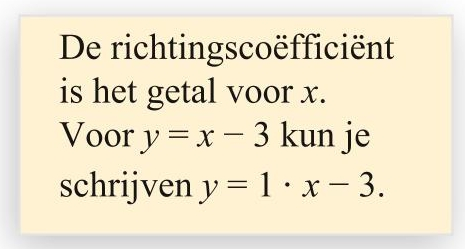 De richtingscoëfficiënt
is het getal voor x.
Voor y = x − 3 kun je
schrijven y = 1 · x − 3.